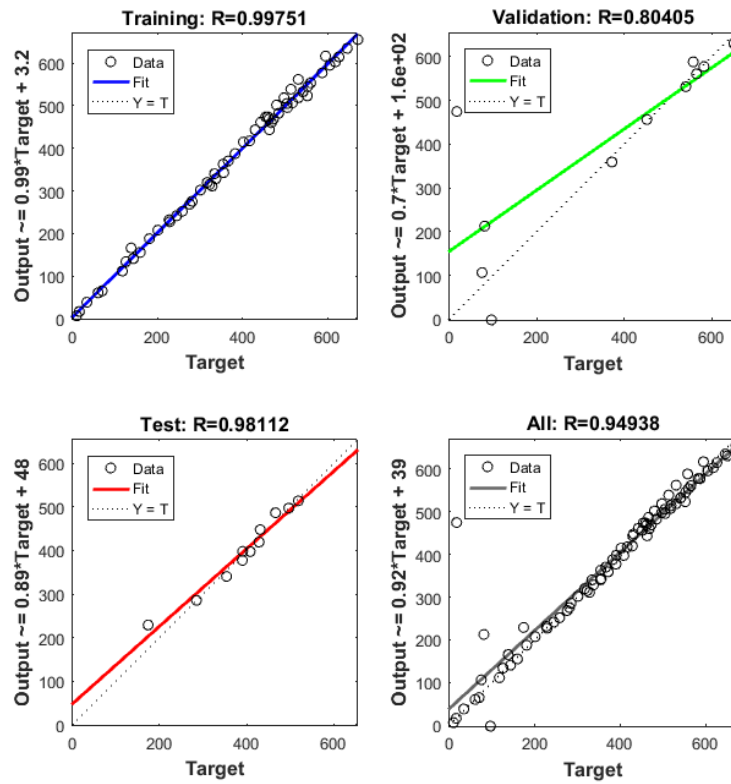 Training: R=0.99751
Output ~= 0.99*Target + 3.2
600
500
400
300
200
100
0
Data
Fit
Y = T
0 200 400 600
Target
Validation: R=0.80405
Output ~= 0.7*Target + 1.6e+02
600
500
400
300
200
100
0
Data
Fit
Y = T
0 200 400 600
Target
Test: R=0.98112
Output ~= 0.89*Target + 48
600
500
400
300
200
100
0
Data
Fit
Y = T
0 200 400 600
Target
All: R=0.94938
Output ~= 0.92*Target + 39
600
500
400
300
200
100
0
Data
Fit
Y = T
0 200 400 600
Target